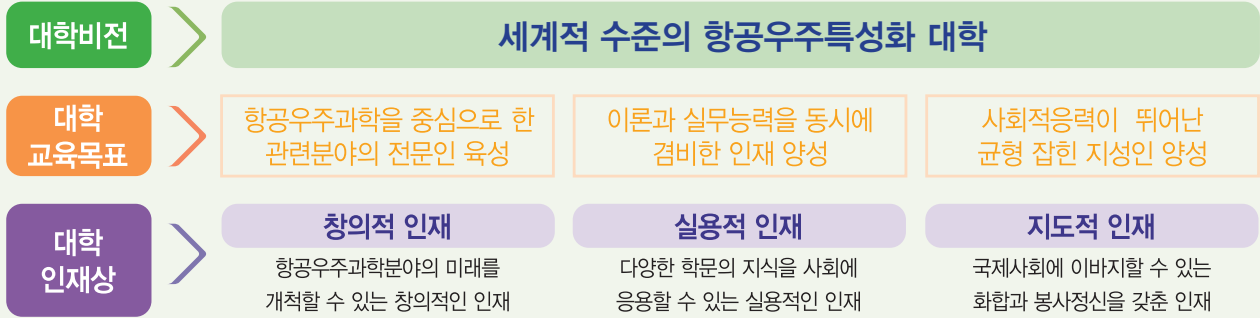 대학비전
세계적 수준의 항공우주특성화 대학
대학
교육목표
항공우주과학을 중심으로 한
관련분야의 전문인 육성
이론과 실무능력을 동시에
겸비한 인재 양성
사회적응력이 뛰어난
균형 잡힌 지성인 양성
대학
인재상
창의적 인재
항공우주과학분야의 미래를
개척할 수 있는 창의적인 인재
실용적 인재
다양한 학문의 지식을 사회에
응용할 수 있는 실용적인 인재
지도적 인재
국제사회에 이바지할 수 있는
화합과 봉사정신을 갖춘 인재